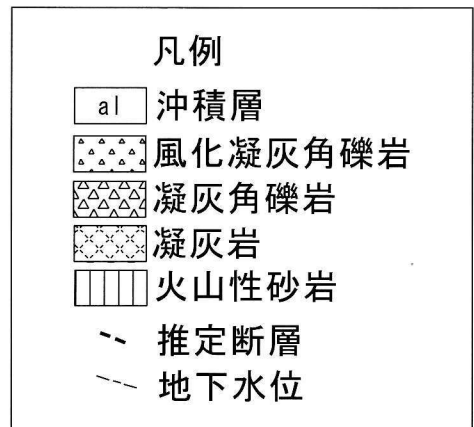 凡例
al 沖積層
風化凝灰角礫岩
凝灰角礫岩
凝灰岩
火山性砂岩
推定断層
地下水位